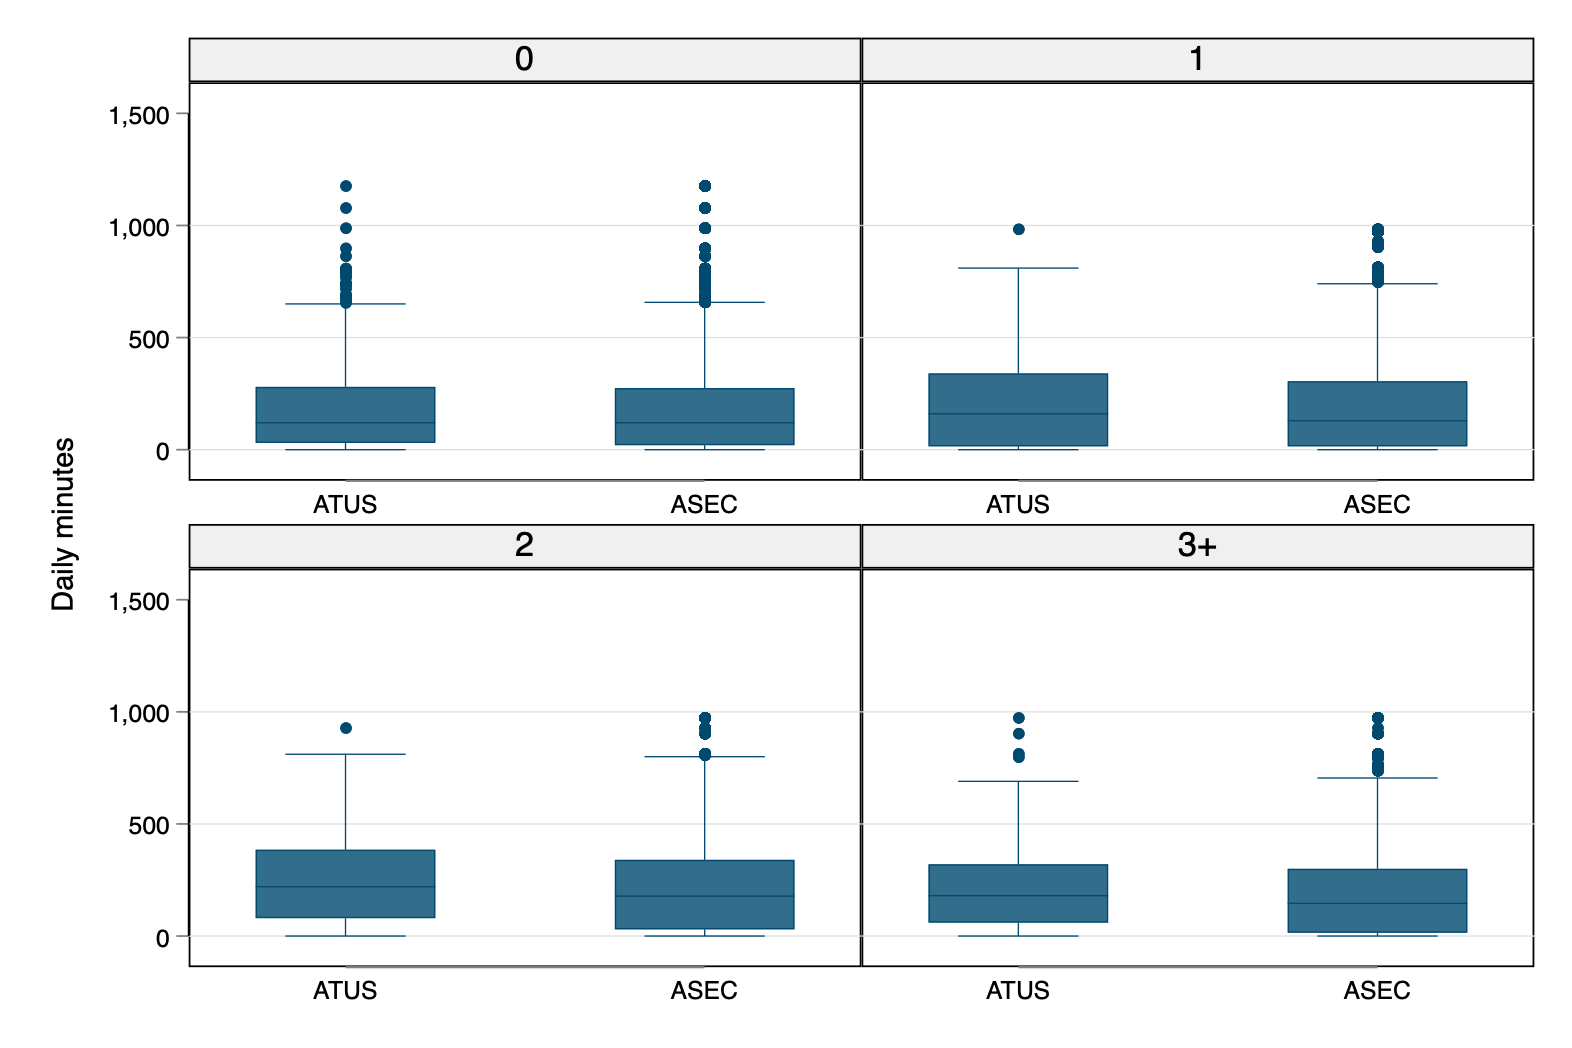 0
1
1,500
1,000
500
0
ATUS
ASEC
ATUS
ASEC
Daily minutes
2
3+
1,500
1,000
500
0
ATUS
ASEC
ATUS
ASEC